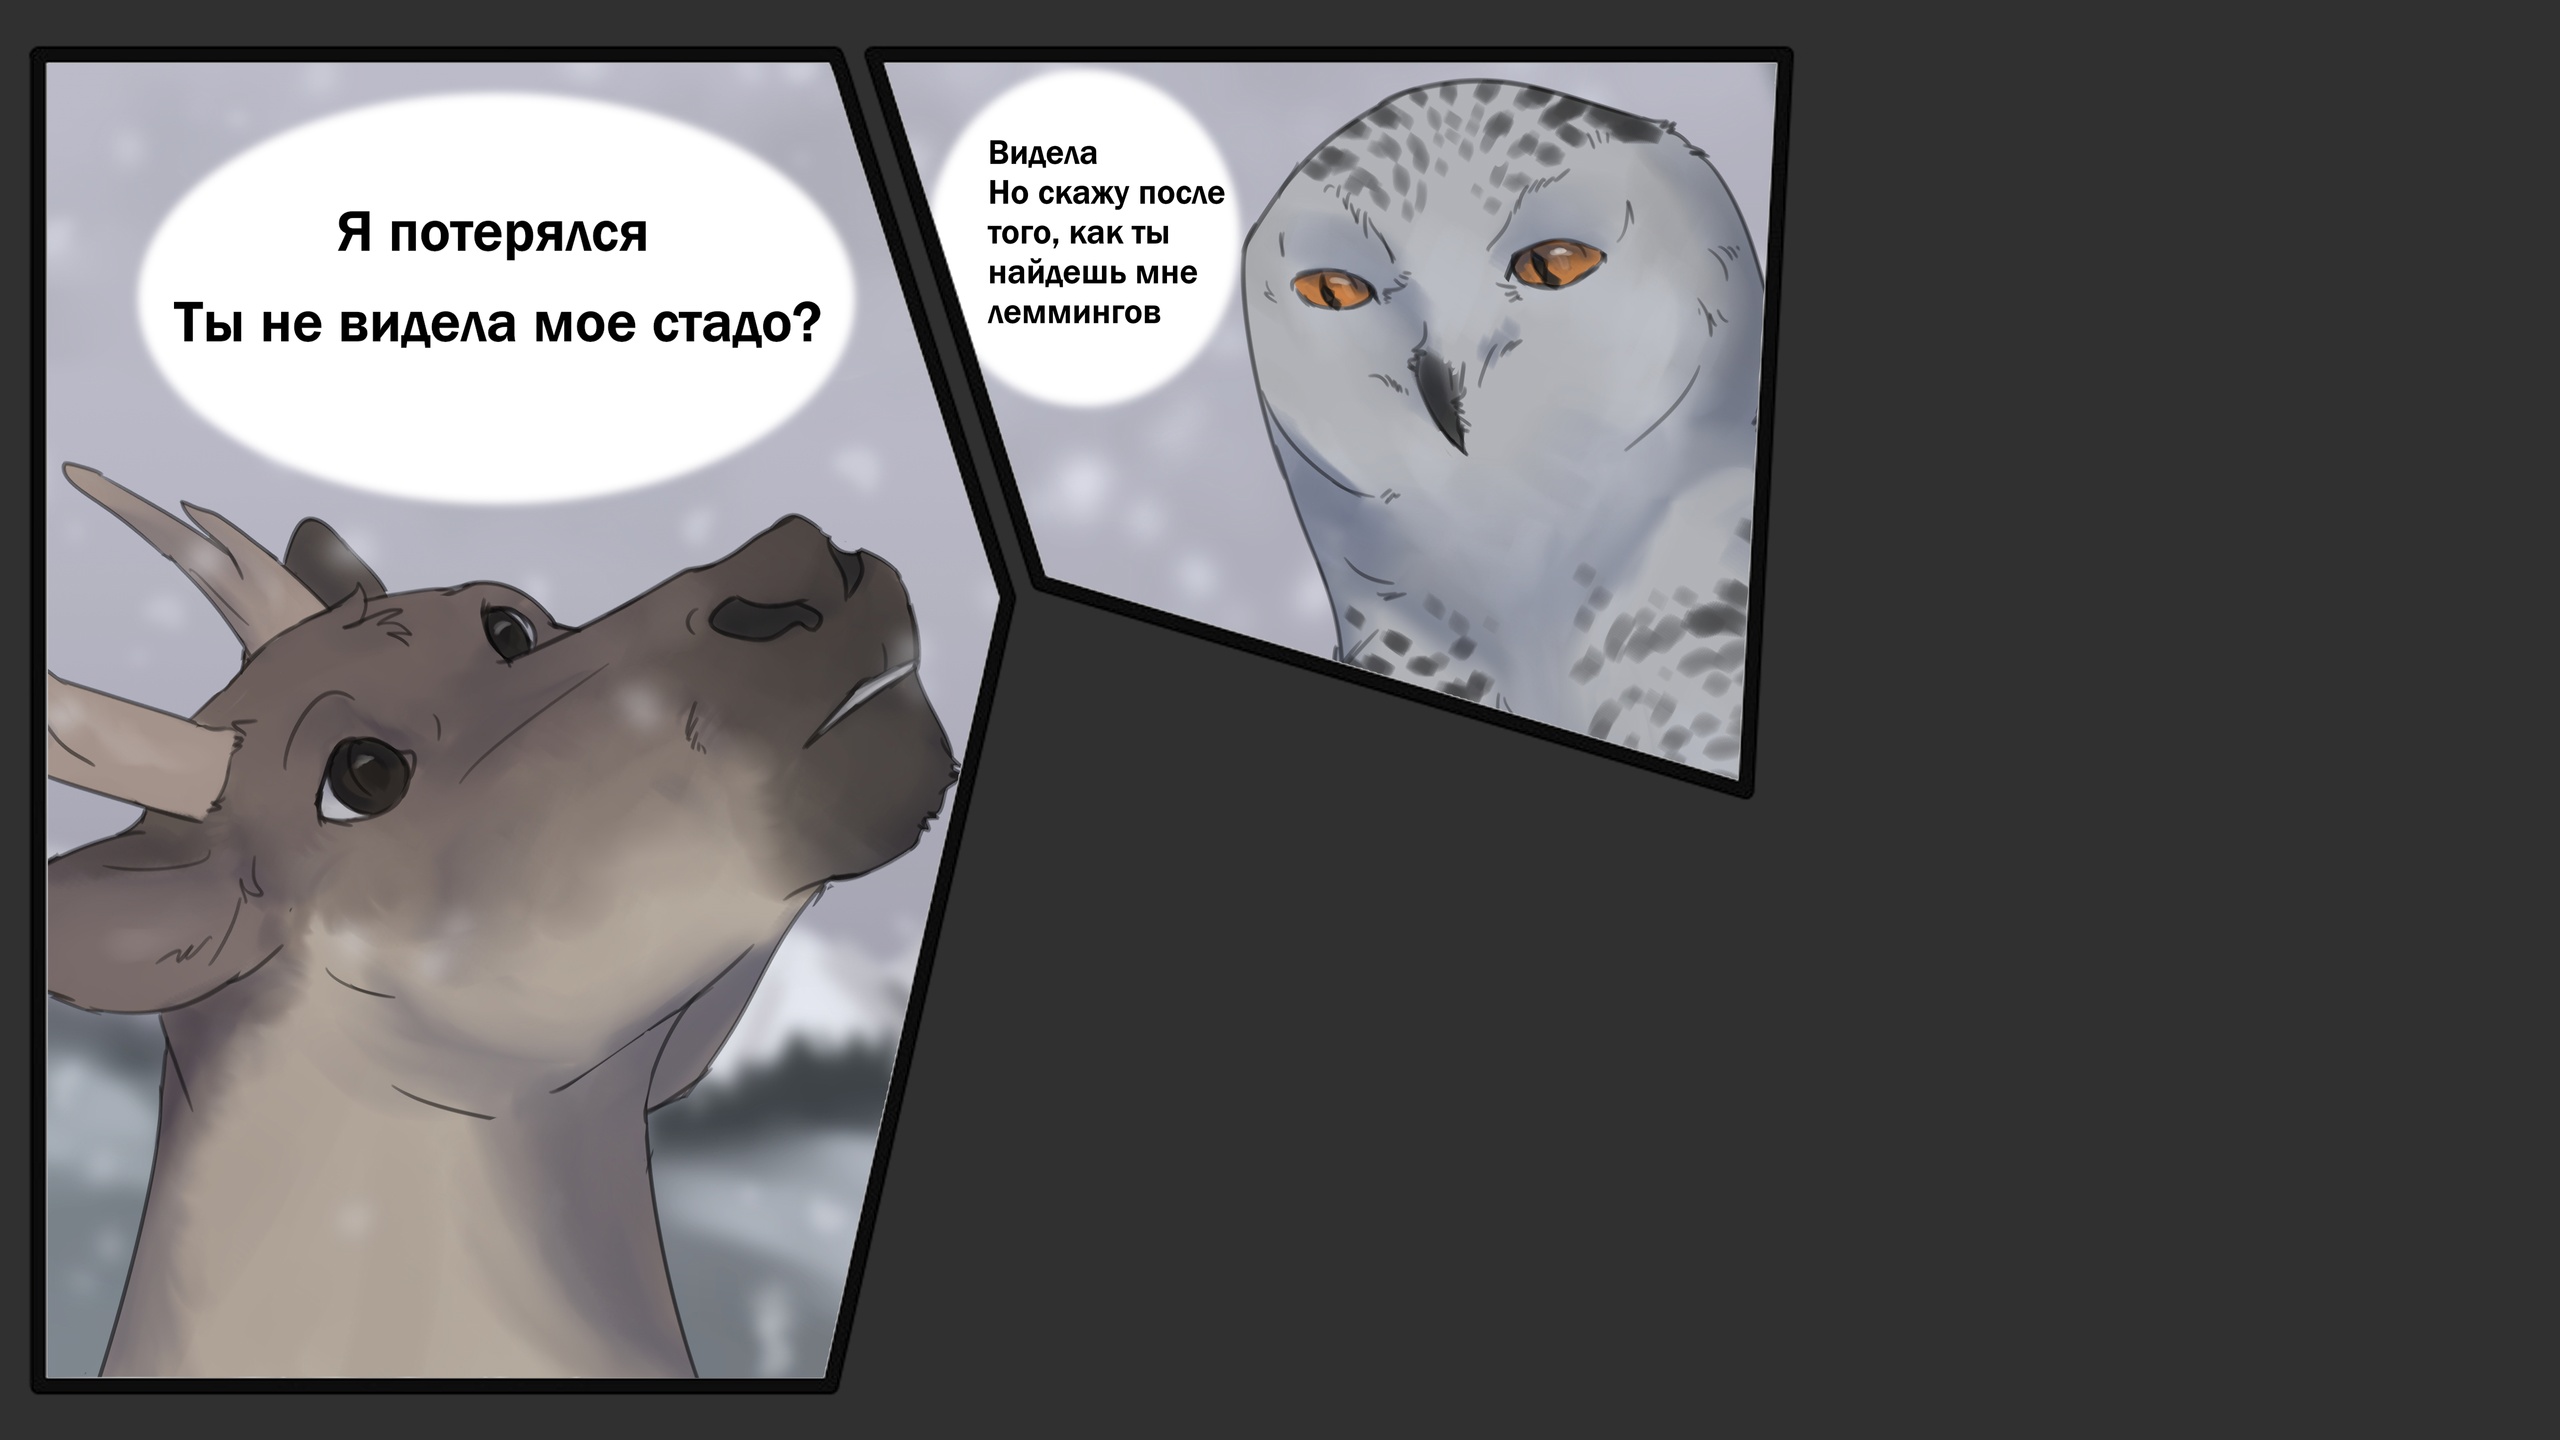 Я потерялся
Ты не видела мое стадо?
Видела
Но скажу после
того, как ты
найдешь мне
леммингов